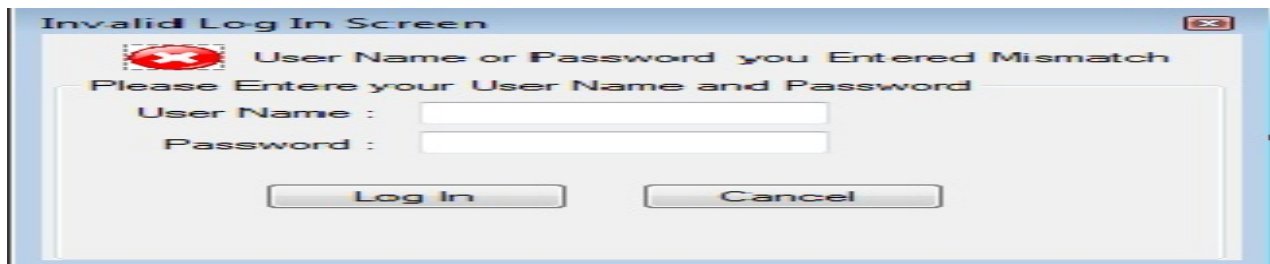 Invalid Log In Screen
User Name or Password you Entered Mismatch
Please Entere your User Name and Password
User Name :
Password :
Log In Cancel